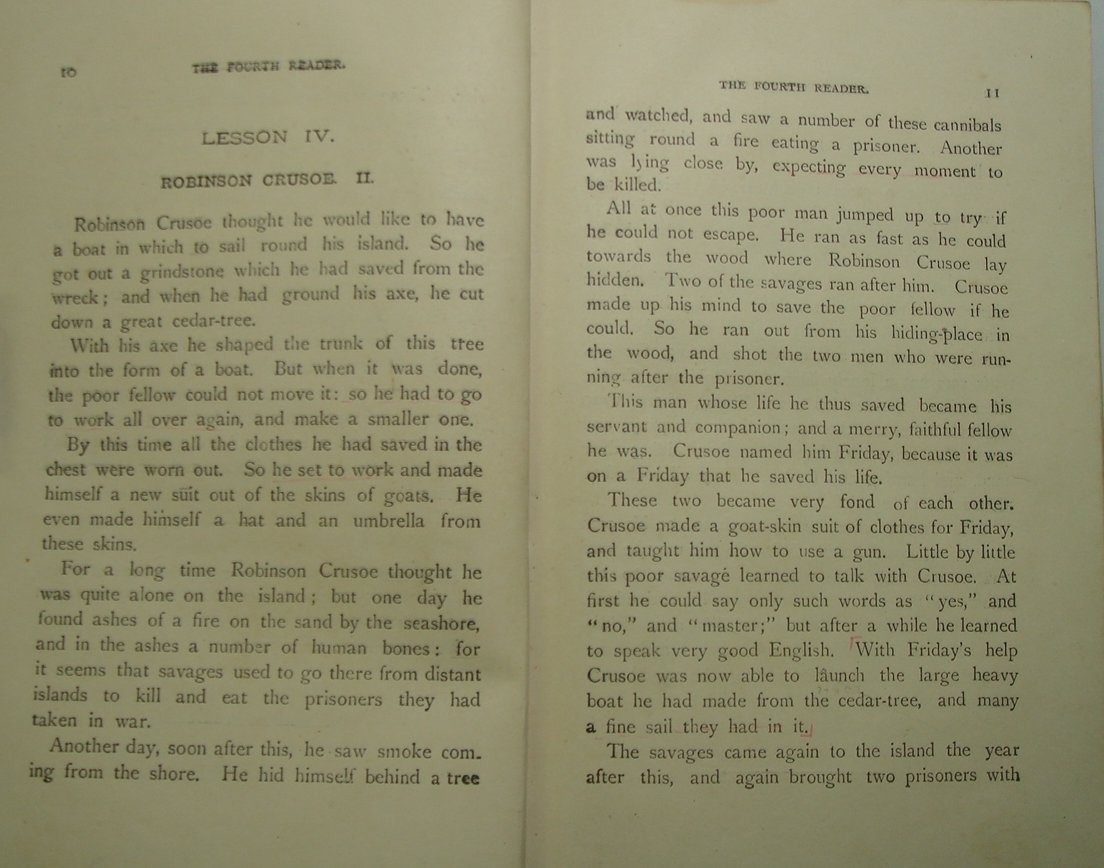 10
THE FOURTH READER.
LESSON IV.
ROBINSON CRUSOE. II.
Robinson Crusoe thought he would like to have
a boat in which to sail round his island. So he
got out a grindstone which he had saved from the
wreck; and when he had ground his axe, he cut
down a great cedar-tree.
With his axe he shaped the trunk of this tree
into the form of a boat. But when it was done,
the poor fellow could not move it: so he had to go
to work all over again, and make a smaller one.
By this time all the clothes he had saved in the
chest were worn out. So he set to work and made
himself a new suit out of the skins of goats. He
even made himself a hat and an umbrella from
these skins.
For a long time Robinson Crusoe thought he
was quite alone on the island; but one day he
found ashes of a fire on the sand by the seashore,
and in the ashes a number of human bones: for
it seems that savages used to go there from distant
islands to kill and eat the prisoners they had
taken in war.
Another day, soon after this, he saw smoke com-
ing from the shore. He hid himself behind a tree
THE FOURTH READER.
11
and watched, and saw a number of these cannibals
sitting round a fire eating a prisoner. Another
was lying close by, expecting every moment to
be killed.
All at once this poor man jumped up to try if
he could not escape. He ran as fast as he could
towards the wood where Robinson Crusoe lay
hidden. Two of the savages ran after him. Crusoe
made up his mind to save the poor fellow if he
could. So he ran out from his hiding-place in
the wood, and shot the two men who were run-
ning after the prisoner.
This man whose life he thus saved became his
servant and companion; and a merry, faithful fellow
he was. Crusoe named him Friday, because it was
on a Friday that he saved his life.
These two became very fond of each other.
Crusoe made a goat-skin suit of clothes for Friday,
and taught him how to use a gun. Little by little
this poor savage learned to talk with Crusoe. At
first he could say only such words as “yes,” and
“no,” and “master;” but after a while he learned
to speak very good English. With Friday's help
Crusoe was now able to launch the large heavy
boat he had made from the cedar-tree, and many
a fine sail they had in it.
The savages came again to the island the year
after this, and again brought two prisoners with